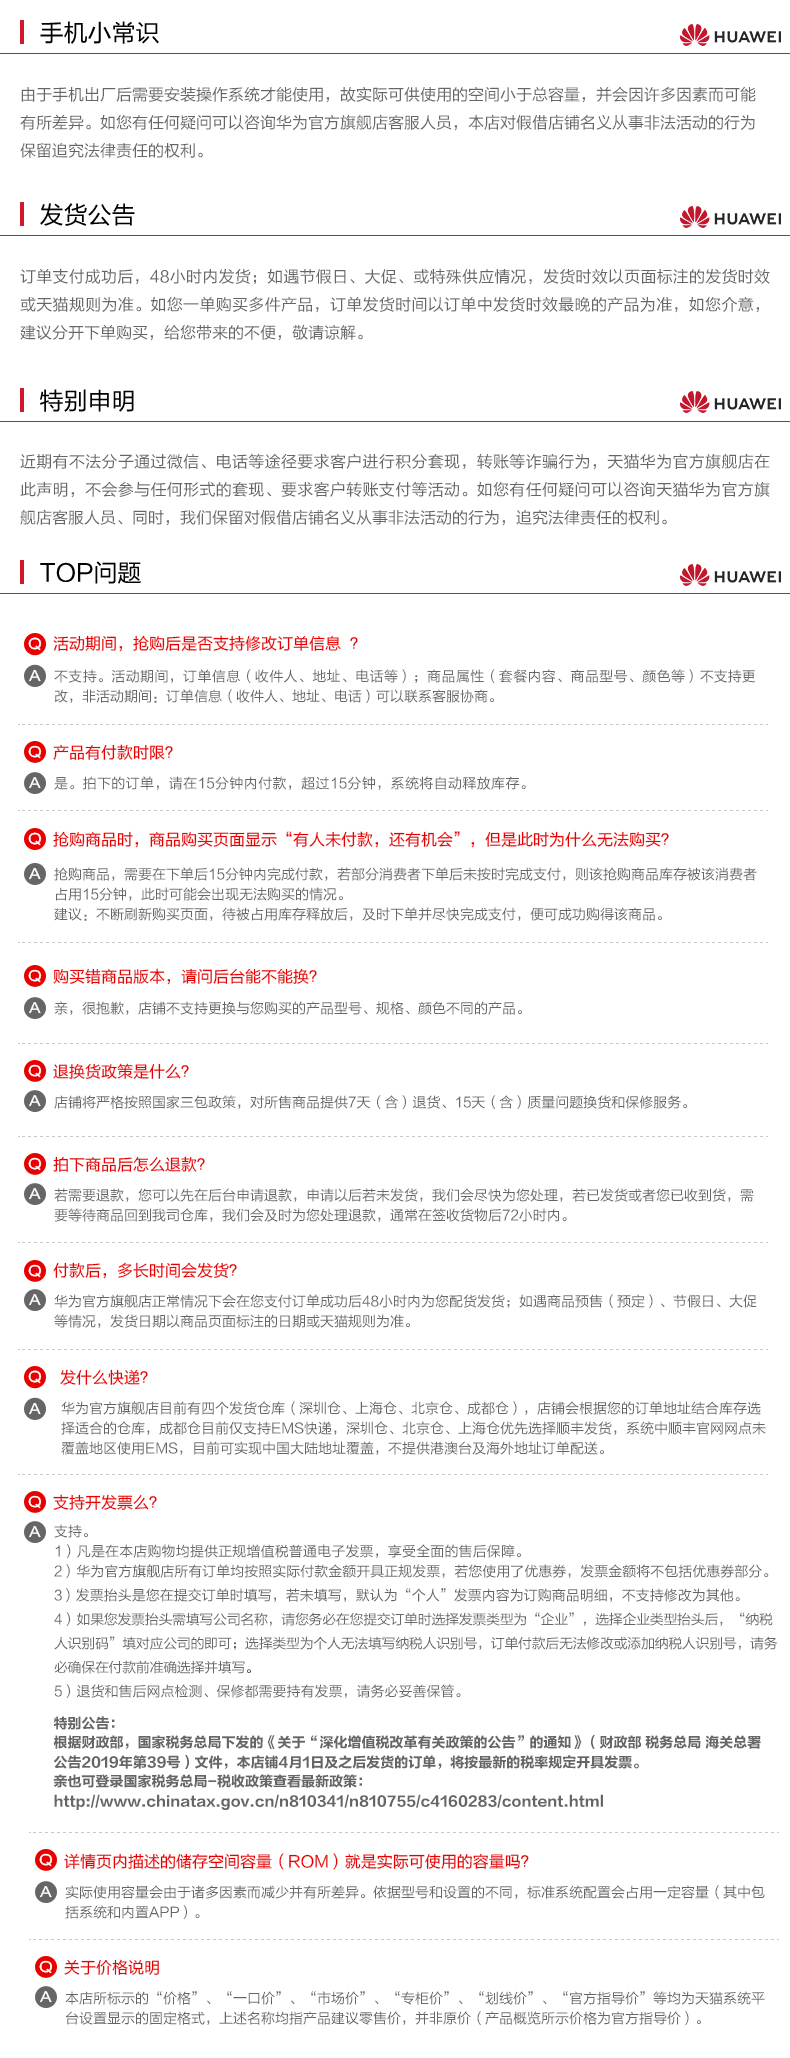 手机小常识
HUAWEI
由于手机出厂后需要安装操作系统才能使用，故实际可供使用的空间小于总容量，并会因许多因素而可能
有所差异。如您有任何疑问可以咨询华为官方旗舰店客服人员，本店对假借店铺名义从事非法活动的行为
保留追究法律责任的权利。
发货公告
HUAWEI
订单支付成功后，48小时内发货；如遇节假日、大促、或特殊供应情况，发货时效以页面标注的发货时效
或天猫规则为准。如您一单购买多件产品，订单发货时间以订单中发货时效最晚的产品为准，如您介意，
建议分开下单购买，给您带来的不便，敬请谅解。
特别申明
HUAWEI
近期有不法分子通过微信、电话等途径要求客户进行积分套现，转账等诈骗行为，天猫华为官方旗舰店在
此声明，不会参与任何形式的套现、要求客户转账支付等活动。如您有任何疑问可以咨询天猫华为官方旗
舰店客服人员、同时，我们保留对假借店铺名义从事非法活动的行为，追究法律责任的权利。
TOP问题
HUAWEI
Q 活动期间，抢购后是否支持修改订单信息 ？
A 不支持。活动期间，订单信息（收件人、地址、电话等）；商品属性（套餐内容、商品型号、颜色等）不支持更
改，非活动期间：订单信息（收件人、地址、电话）可以联系客服协商。
Q 产品有付款时限?
A 是。拍下的订单，请在15分钟内付款，超过15分钟，系统将自动释放库存。
Q 抢购商品时，商品购买页面显示“有人未付款，还有机会”，但是此时为什么无法购买?
A 抢购商品，需要在下单后15分钟内完成付款，若部分消费者下单后未按时完成支付，则该抢购商品库存被该消费者
占用15分钟，此时可能会出现无法购买的情况。
建议：不断刷新购买页面，待被占用库存释放后，及时下单并尽快完成支付，便可成功购得该商品。
Q 购买错商品版本，请问后台能不能换?
A 亲，很抱歉，店铺不支持更换与您购买的产品型号、规格、颜色不同的产品。
Q 退换货政策是什么?
A 店铺将严格按照国家三包政策，对所售商品提供7天（含）退货、15天（含）质量问题换货和保修服务。
Q 拍下商品后怎么退款?
A 若需要退款，您可以先在后台申请退款，申请以后若未发货，我们会尽快为您处理，若已发货或者您已收到货，需
要等待商品回到我司仓库，我们会及时为您处理退款，通常在签收货物后72小时内。
Q 付款后，多长时间会发货?
A 华为官方旗舰店正常情况下会在您支付订单成功后48小时内为您配货发货；如遇商品预售（预定）、节假日、大促
等情况，发货日期以商品页面标注的日期或天猫规则为准。
Q 发什么快递?
A 华为官方旗舰店目前有四个发货仓库（深圳仓、上海仓、北京仓、成都仓），店铺会根据您的订单地址结合库存选
择适合的仓库，成都仓目前仅支持EMS快递，深圳仓、北京仓、上海仓优先选择顺丰发货，系统中顺丰官网网点未
覆盖地区使用EMS，目前可实现中国大陆地址覆盖，不提供港澳台及海外地址订单配送。
Q 支持开发票么?
A 支持。
1）凡是在本店购物均提供正规增值税普通电子发票，享受全面的售后保障。
2）华为官方旗舰店所有订单均按照实际付款金额开具正规发票，若您使用了优惠券，发票金额将不包括优惠券部分。
3）发票抬头是您在提交订单时填写，若未填写，默认为“个人”发票内容为订购商品明细，不支持修改为其他。
4）如果您发票抬头需填写公司名称，请您务必在您提交订单时选择发票类型为“企业”，选择企业类型抬头后，“纳税
人识别码”填对应公司的即可；选择类型为个人无法填写纳税人识别号，订单付款后无法修改或添加纳税人识别号，请务
必确保在付款前准确选择并填写。
5）退货和售后网点检测、保修都需要持有发票，请务必妥善保管。
特别公告：
根据财政部，国家税务总局下发的《关于“深化增值税改革有关政策的公告”的通知》（财政部 税务总局 海关总署
公告2019年第39号）文件，本店铺4月1日及之后发货的订单，将按最新的税率规定开具发票。
亲也可登录国家税务总局-税收政策查看最新政策：
http://www.chinatax.gov.cn/n810341/n810755/c4160283/content.html
Q 详情页内描述的储存空间容量（ROM）就是实际可使用的容量吗?
A 实际使用容量会由于诸多因素而减少并有所差异。依据型号和设置的不同，标准系统配置会占用一定容量（其中包
括系统和内置APP）。
Q 关于价格说明
A 本店所标示的“价格”、“一口价”、“市场价”、“专柜价”、“划线价”、“官方指导价”等均为天猫系统平
台设置显示的固定格式，上述名称均指产品建议零售价，并非原价（产品概览所示价格为官方指导价）。